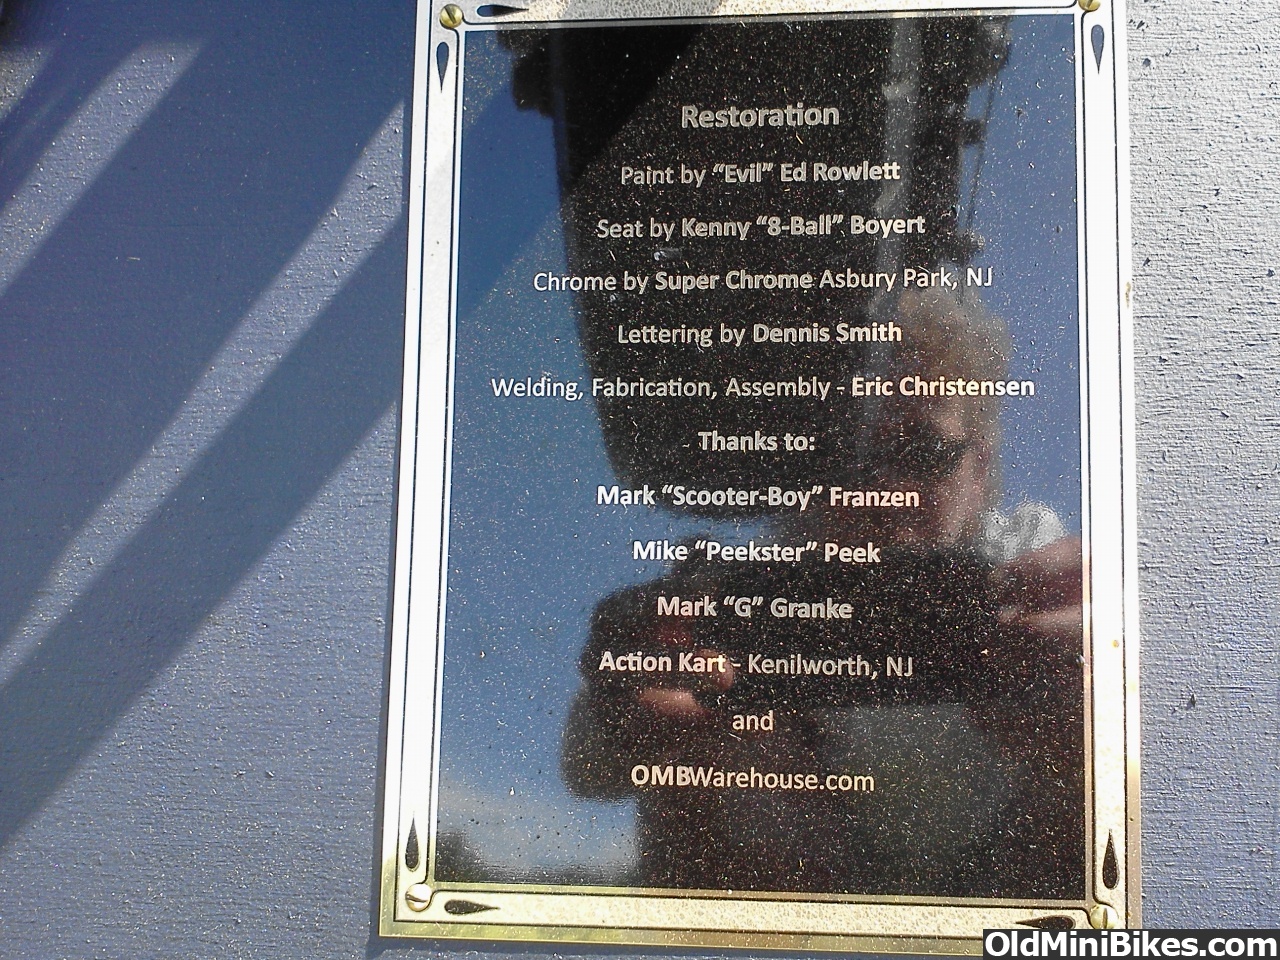 Restoration
Paint by “Evil” Ed Rowlett
Seat by Kenny “8-Ball” Boyert
Chrome by Super Chrome Asbury Park, NJ
Lettering by Dennis Smith
Welding, Fabrication, Assembly - Eric Christensen
Thanks to:
Mark “Scooter-Boy” Franzen
Mike “Peekster” Peek
Mark “G” Granke
Action Kart - Kenilworth, NJ
and
OMBWarehouse.com
OldMiniBikes.com